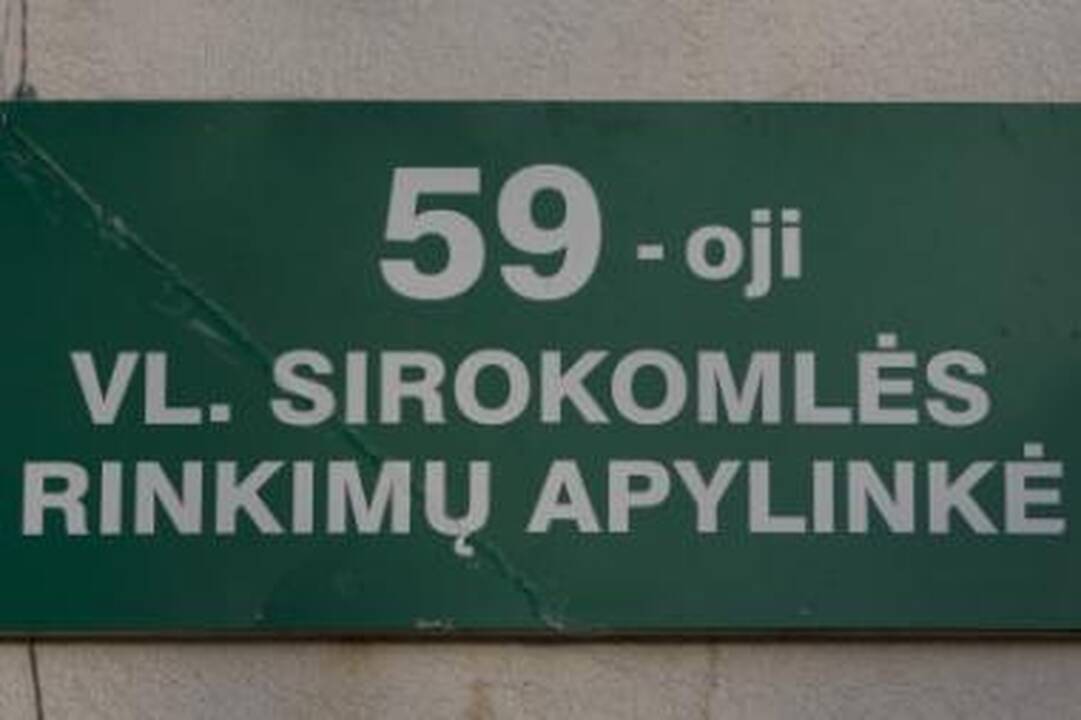 59 - oji
VL. SIROKOMLĖS
RINKIMŲ APYLINKĖ